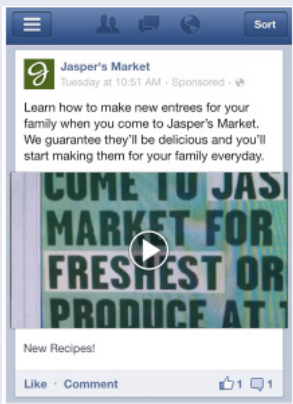 Sort
Jasper's Market
Tuesday at 10:51 AM · Sponsored ·
Learn how to make new entrees for your
family when you come to Jasper's Market.
We guarantee they'll be delicious and you'll
start making them for your family everyday.
COME TO JAS
MARKET FOR
FRESHEST OR
PRODUCE AT
New Recipes!
Like · Comment
1 1